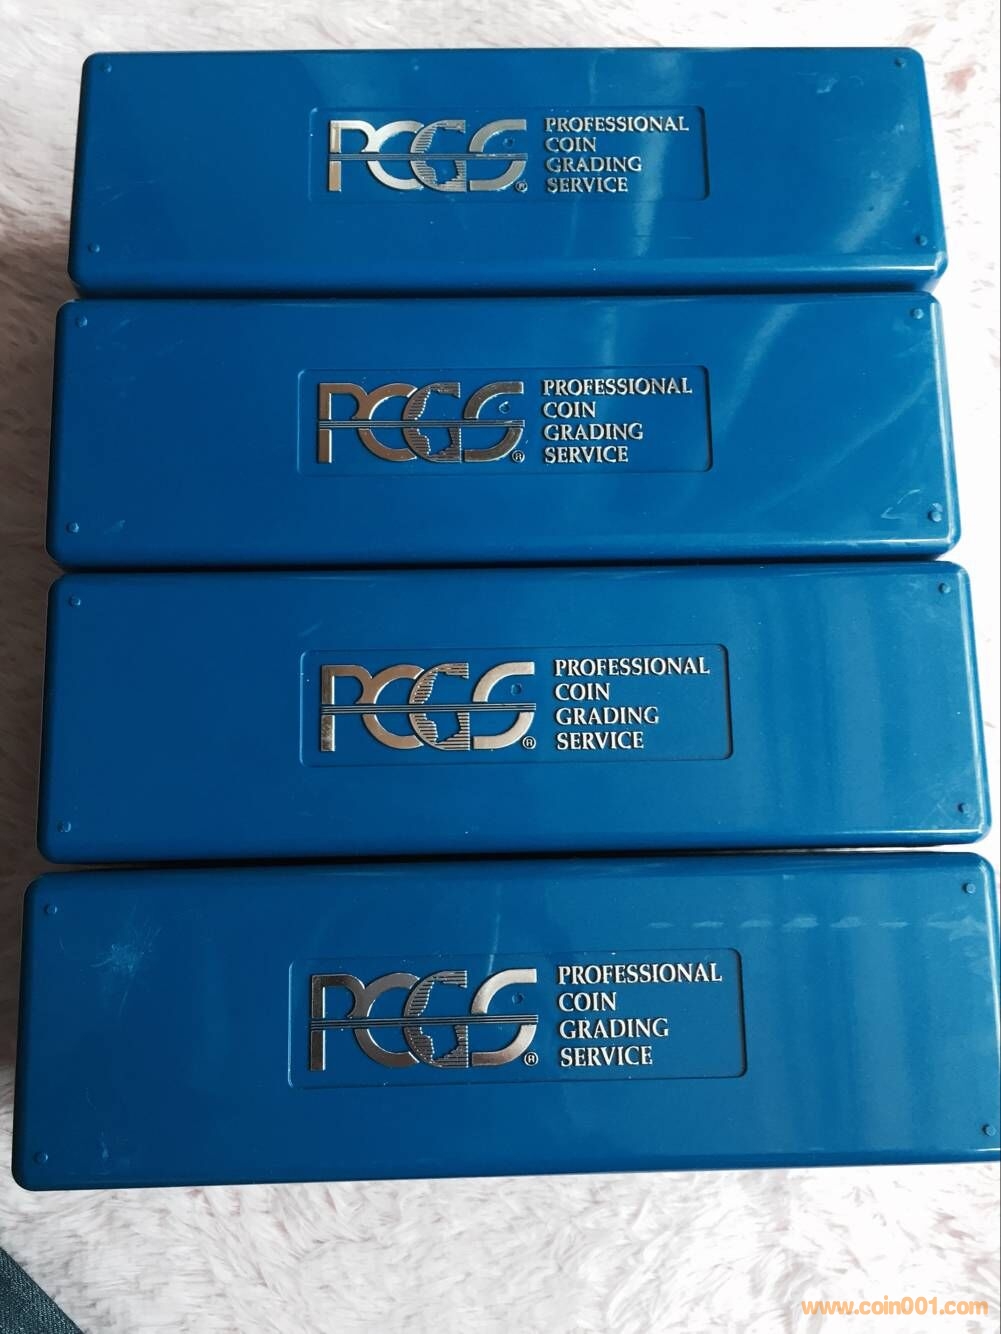 PCGS® PROFESSIONAL
COIN
GRADING
SERVICE
PCGS® PROFESSIONAL
COIN
GRADING
SERVICE
PCGS® PROFESSIONAL
COIN
GRADING
SERVICE
PCGS® PROFESSIONAL
COIN
GRADING
SERVICE
www.coin001.com